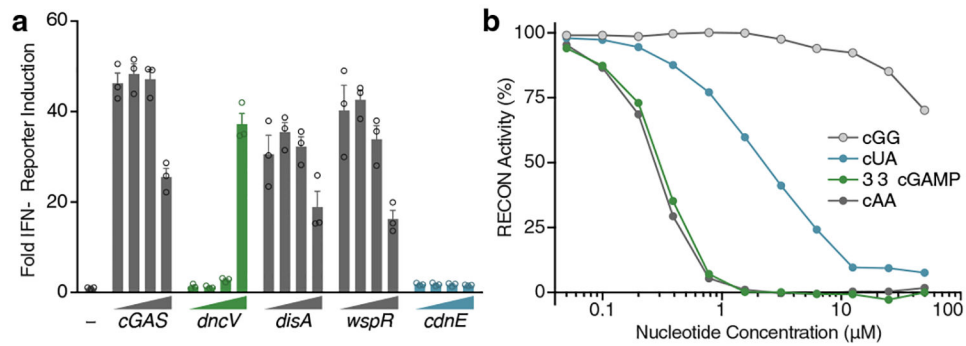 a
Fold IFN- Reporter Induction
60
40
20
0
–
cGAS
dncV
disA
wspR
cdnE
b
RECON Activity (%)
100
75
50
25
0
cGG
cUA
3 3 cGAMP
cAA
0.1
1
10
100
Nucleotide Concentration (µM)